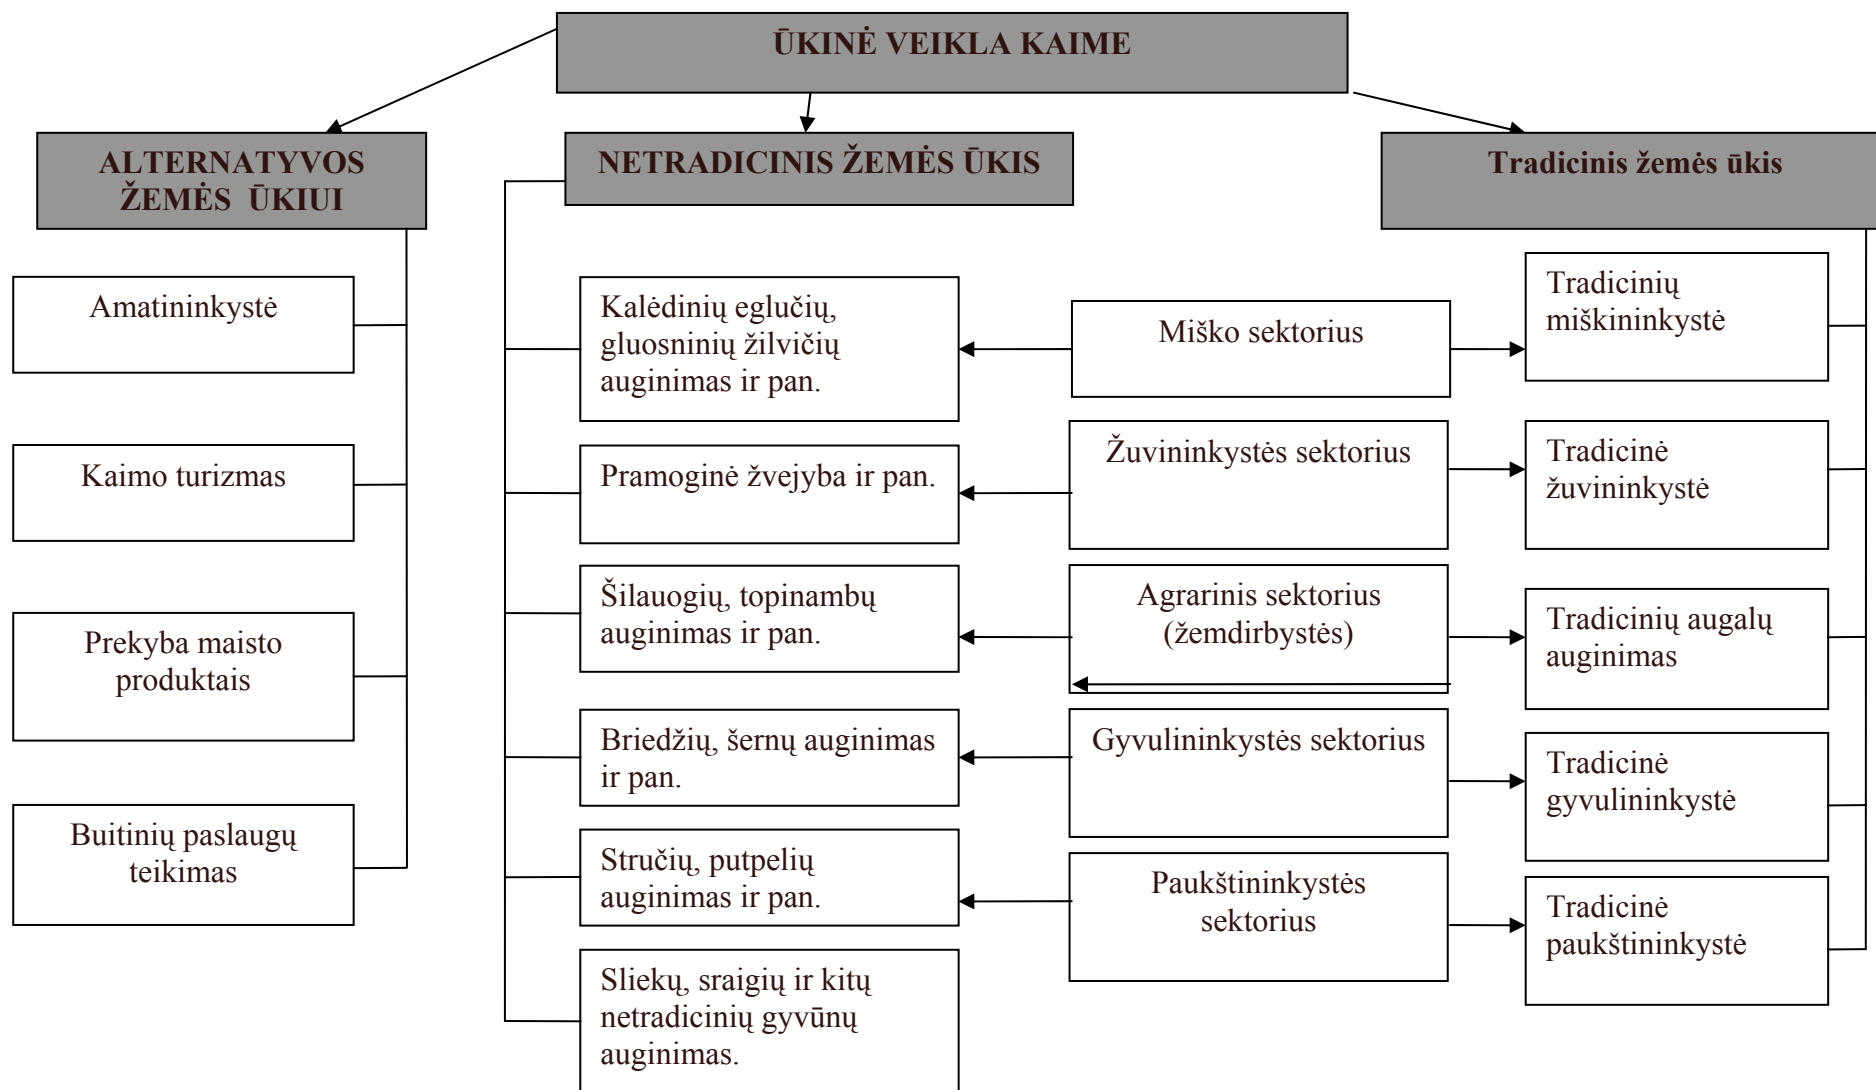 ŪKINĖ VEIKLA KAIME
ALTERNATYVOS
ŽEMĖS ŪKIUI
NETRADICINIS ŽEMĖS ŪKIS
Tradicinis žemės ūkis
Amatininkystė
Kaimo turizmas
Prekyba maisto
produktais
Buitinių paslaugų
teikimas
Kalėdinių eglučių,
gluosninių žilvičių
auginimas ir pan.
Pramoginė žvejyba ir pan.
Šilauogių, topinambų
auginimas ir pan.
Briedžių, šernų auginimas
ir pan.
Stručių, putpelių
auginimas ir pan.
Sliekų, sraigių ir kitų
netradicinių gyvūnų
auginimas.
Miško sektorius
Žuvininkystės sektorius
Agrarinis sektorius
(žemdirbystės)
Gyvulininkystės sektorius
Paukštininkystės
sektorius
Tradicinių
miškininkystė
Tradicinė
žuvininkystė
Tradicinių augalų
auginimas
Tradicinė
gyvulininkystė
Tradicinė
paukštininkystė